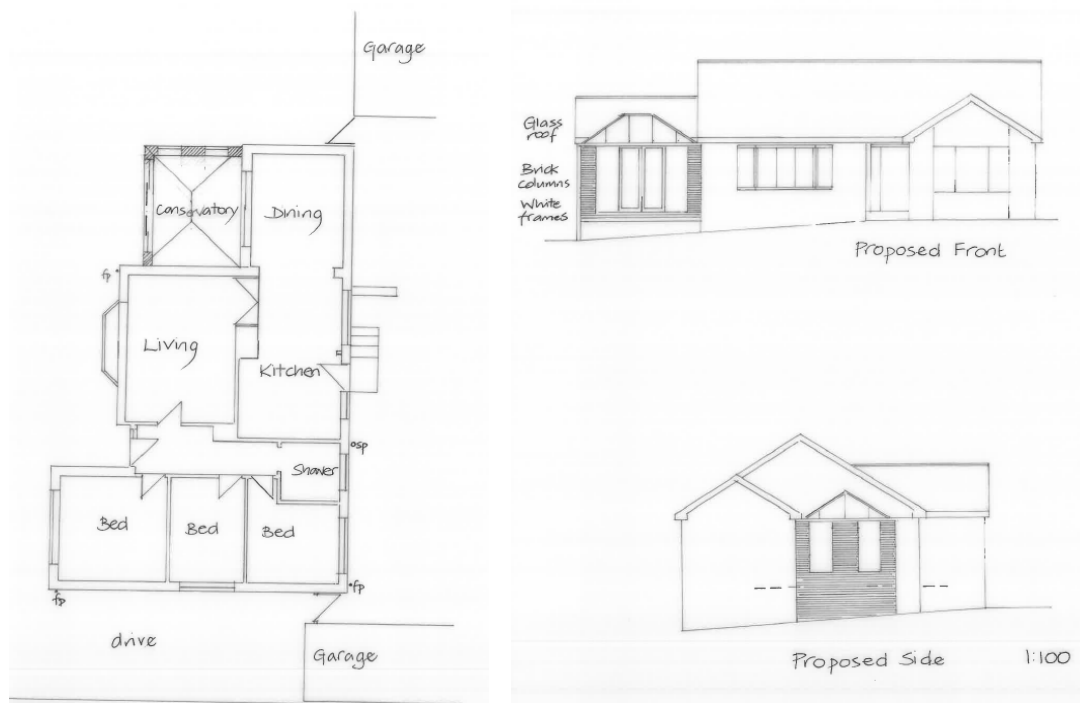 Garage
Conservatory
Dining
fp
Living
Kitchen
sp
Shower
Bed
Bed
Bed
fp
fp
drive
Garage
Glass
roof
Brick
columns
White
frames
Proposed Front
Proposed Side
1:100